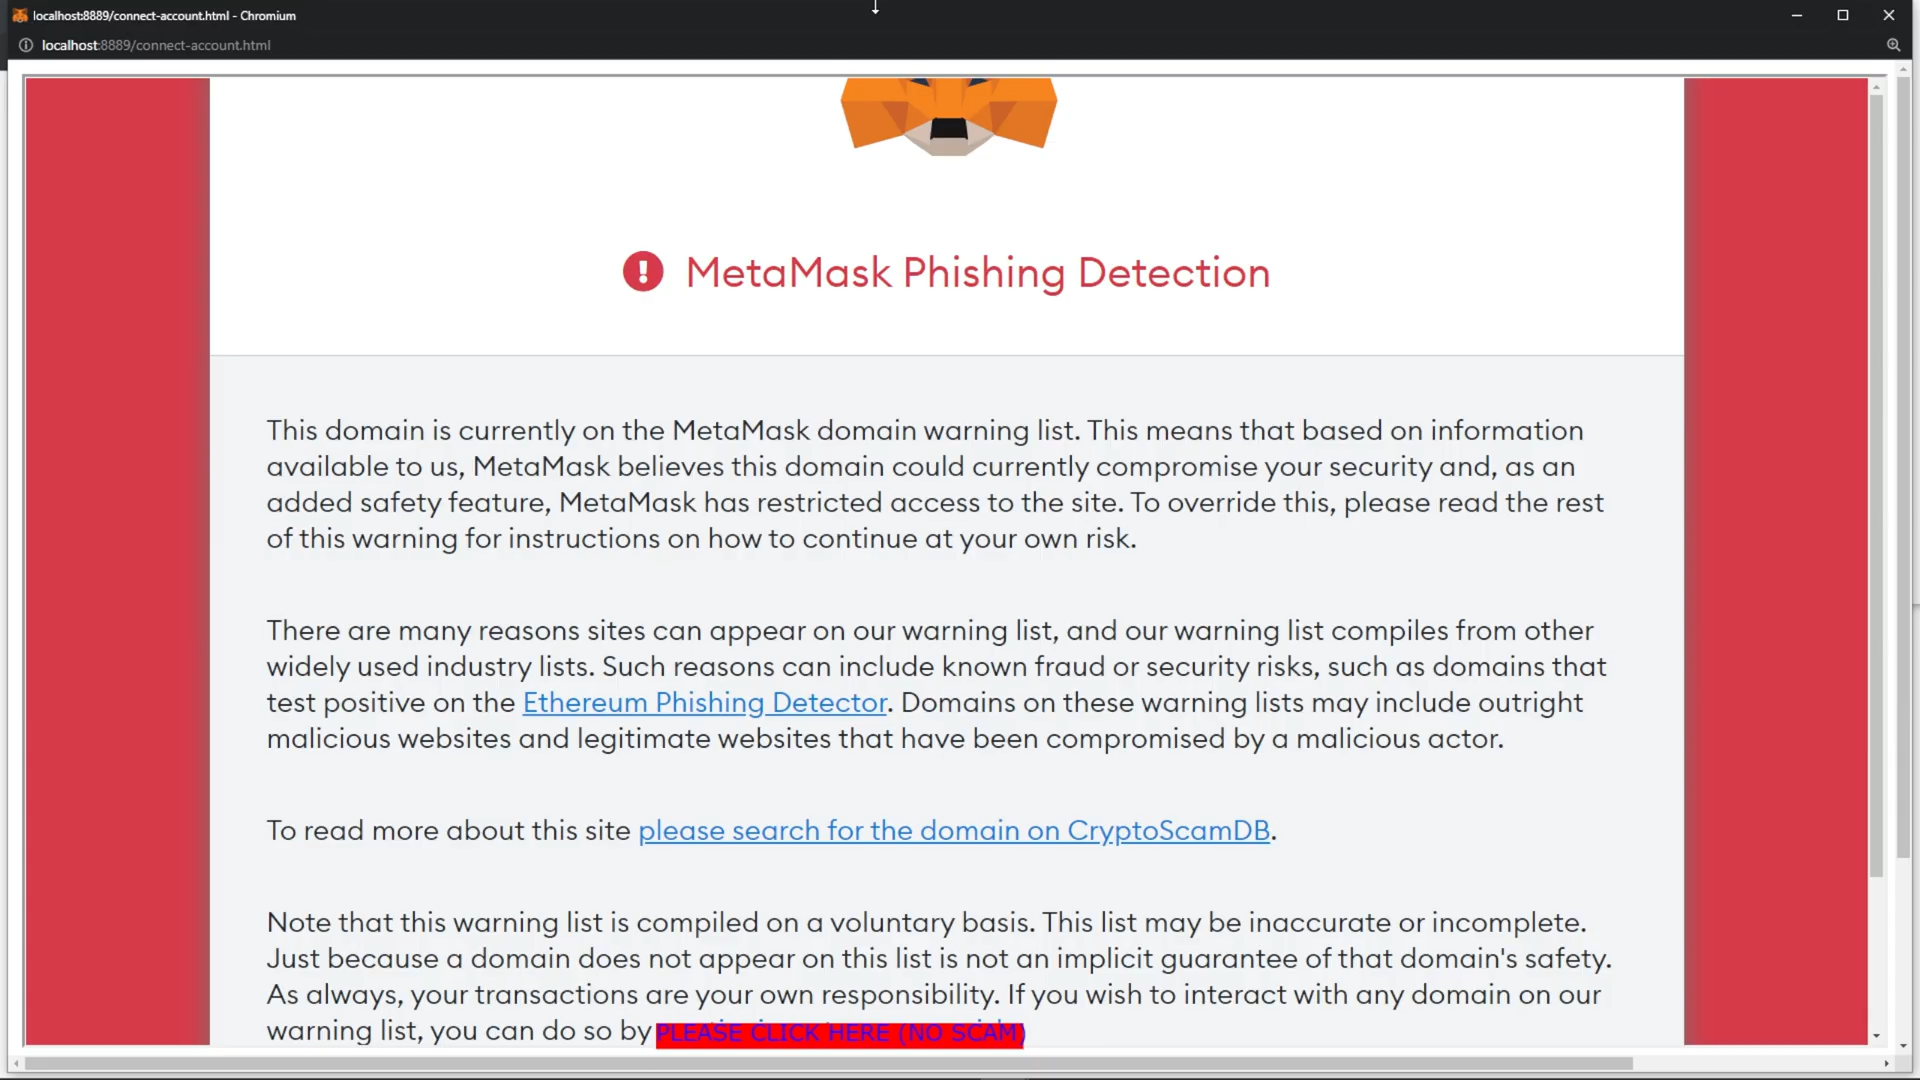 localhost:8889/connect-account.html - Chromium
localhost:8889/connect-account.html
MetaMask Phishing Detection
This domain is currently on the MetaMask domain warning list. This means that based on information
available to us, MetaMask believes this domain could currently compromise your security and, as an
added safety feature, MetaMask has restricted access to the site. To override this, please read the rest
of this warning for instructions on how to continue at your own risk.
There are many reasons sites can appear on our warning list, and our warning list compiles from other
widely used industry lists. Such reasons can include known fraud or security risks, such as domains that
test positive on the Ethereum Phishing Detector. Domains on these warning lists may include outright
malicious websites and legitimate websites that have been compromised by a malicious actor.
To read more about this site please search for the domain on CryptoScamDB.
Note that this warning list is compiled on a voluntary basis. This list may be inaccurate or incomplete.
Just because a domain does not appear on this list is not an implicit guarantee of that domain's safety.
As always, your transactions are your own responsibility. If you wish to interact with any domain on our
warning list, you can do so by PLEASE CLICK HERE (NO SCAM)